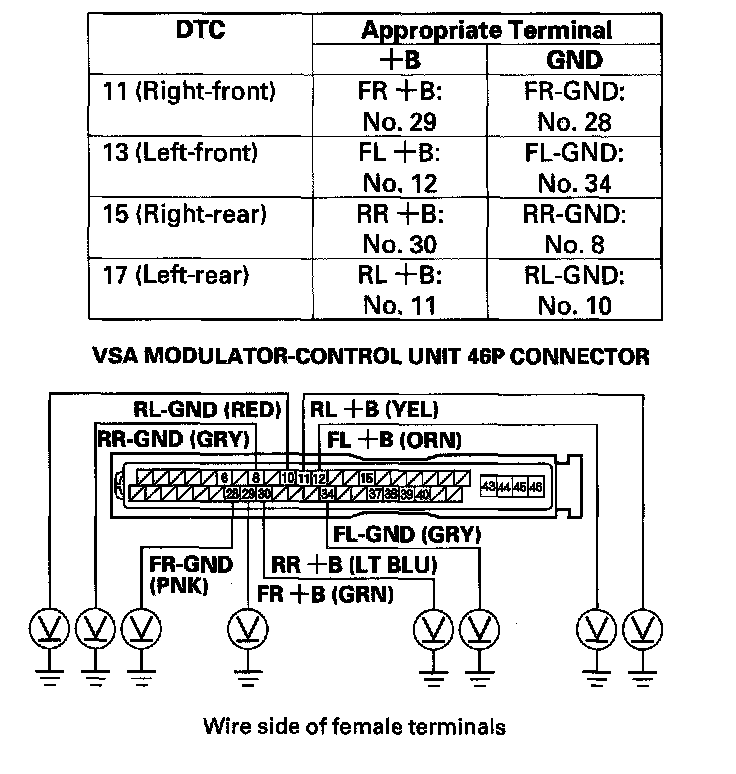 DTC Appropriate Terminal
+B GND
11 (Right-front) FR +B: FR-GND:
No. 29 No. 28
13 (Left-front) FL +B: FL-GND:
No. 12 No. 34
15 (Right-rear) RR +B: RR-GND:
No. 30 No. 8
17 (Left-rear) RL +B: RL-GND:
No. 11 No. 10
VSA MODULATOR-CONTROL UNIT 46P CONNECTOR
RL-GND (RED) RL +B (YEL)
RR-GND (GRY) FL +B (ORN)
6 8 10 11 12 15
43 44 45 46
28 29 30 34 37 38 39 40
FL-GND (GRY)
FR-GND RR +B (LT BLU)
(PNK) FR +B (GRN)
V V V V V V V V
Wire side of female terminals